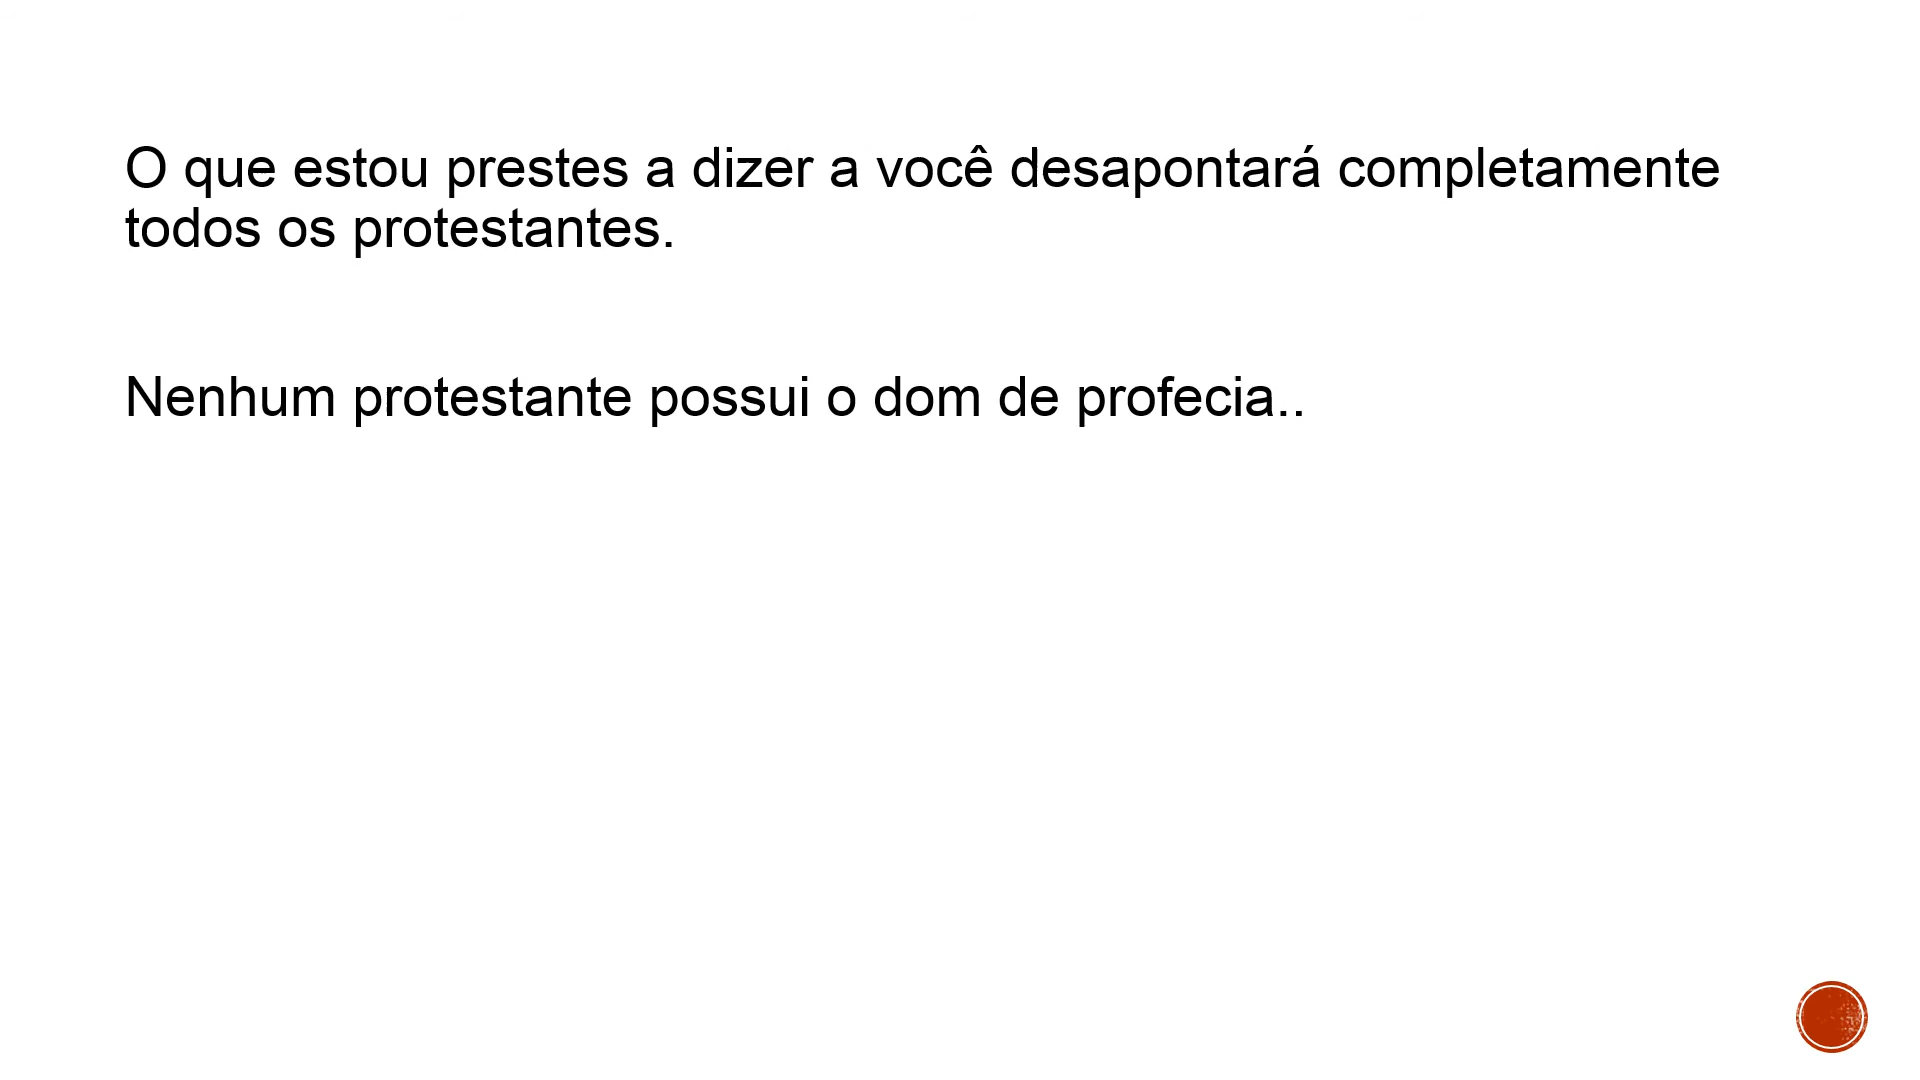 O que estou prestes a dizer a você desapontará completamente
todos os protestantes.
Nenhum protestante possui o dom de profecia..